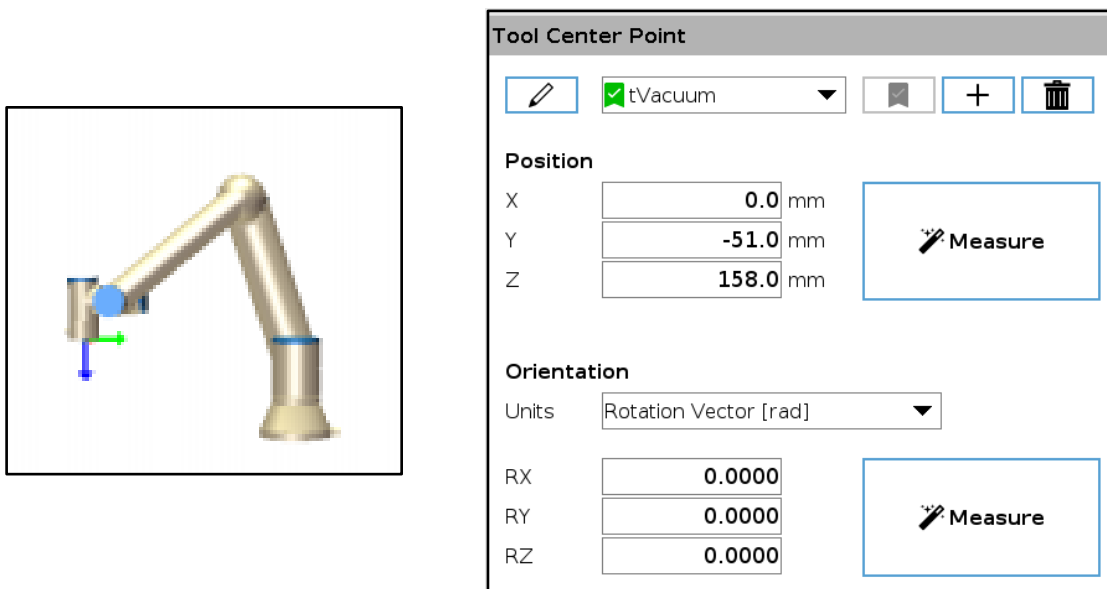 Tool Center Point
tVacuum
Position
X 0.0 mm
Y -51.0 mm
Z 158.0 mm
Measure
Orientation
Units Rotation Vector [rad]
RX 0.0000
RY 0.0000
RZ 0.0000
Measure